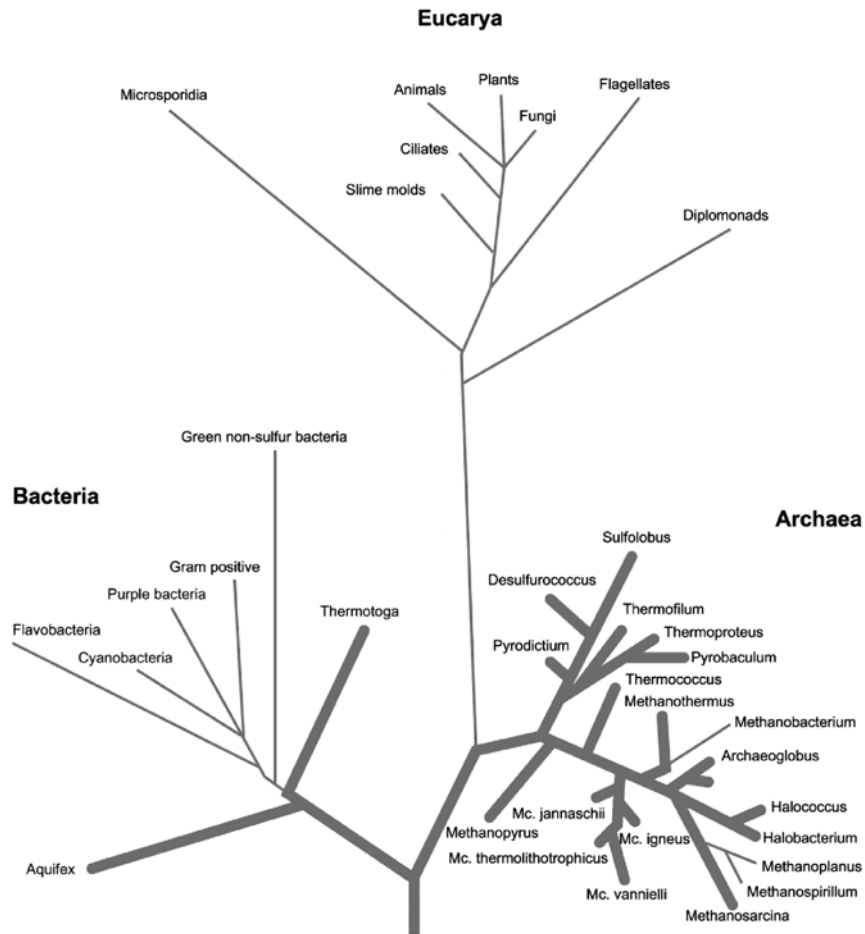 Eucarya
Plants
Flagellates
Animals
Microsporidia
Fungi
Ciliates
Slime molds
Diplomonads
Green non-sulfur bacteria
Bacteria
Archaea
Sulfolobus
Gram positive
Desulfurococcus
Purple bacteria
Thermotoga
Thermofilum
Flavobacteria
Thermoproteus
Pyrodictium
Cyanobacteria
Pyrobaculum
Thermococcus
Methanothermus
Methanobacterium
Archaeoglobus
Halococcus
Mc. jannaschii
Methanopyrus
Mc. igneus
Halobacterium
Mc. thermolithotrophicus
Methanoplanus
Aquifex
Mc. vannielli
Methanospirillum
Methanosarcina